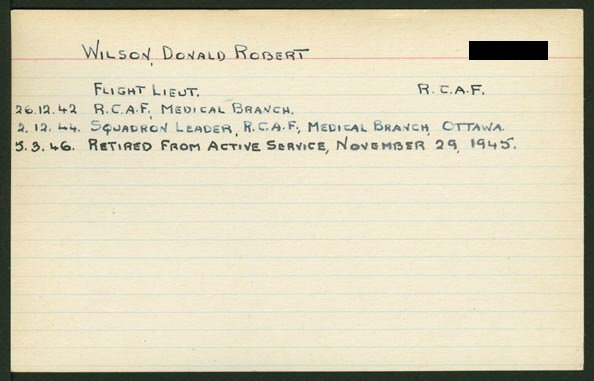 WILSON, DONALD ROBERT
FLIGHT LIEUT. R.C.A.F.
26.12.42 R.C.A.F., MEDICAL BRANCH.
2.12.44. SQUADRON LEADER, R.C.A.F., MEDICAL BRANCH, OTTAWA.
5.3.46. RETIRED FROM ACTIVE SERVICE, NOVEMBER 29, 1945.